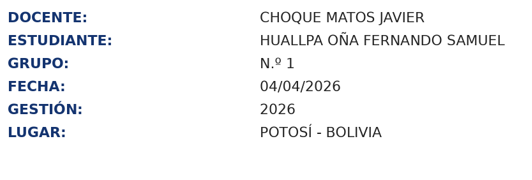 DOCENTE: CHOQUE MATOS JAVIER
ESTUDIANTE: HUALLPA OÑA FERNANDO SAMUEL
GRUPO: N.º 1
FECHA: 04/04/2026
GESTIÓN: 2026
LUGAR: POTOSÍ - BOLIVIA